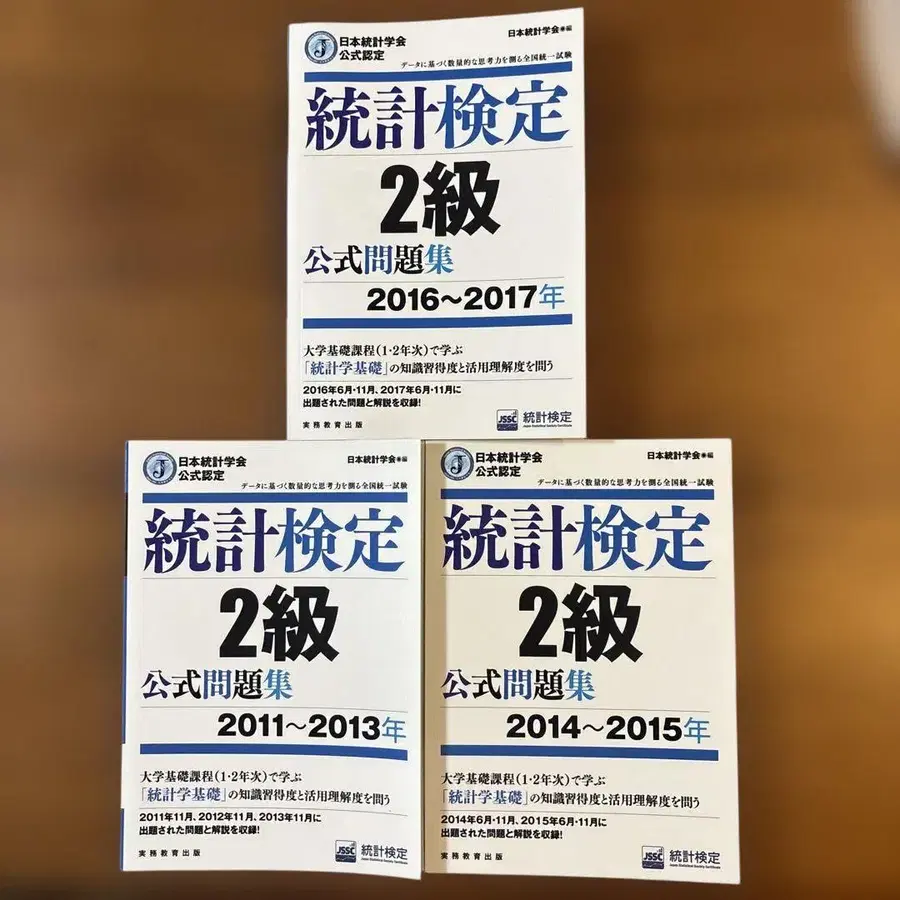 日本統計学会
公式認定
日本統計学会◉編
データに基づく数量的な思考力を測る全国統一試験
統計検定
2級
公式問題集
2016〜2017年
大学基礎課程(1・2年次)で学ぶ
「統計学基礎」の知識習得度と活用理解度を問う
2016年6月・11月、2017年6月・11月に
出題された問題と解説を収録!
実務教育出版
JSSC 統計検定
Japan Statistical Society Certificate
日本統計学会
公式認定
日本統計学会◉編
データに基づく数量的な思考力を測る全国統一試験
統計検定
2級
公式問題集
2011〜2013年
大学基礎課程(1・2年次)で学ぶ
「統計学基礎」の知識習得度と活用理解度を問う
2011年11月、2012年11月、2013年11月に
出題された問題と解説を収録!
実務教育出版
JSSC 統計検定
Japan Statistical Society Certificate
日本統計学会
公式認定
日本統計学会◉編
データに基づく数量的な思考力を測る全国統一試験
統計検定
2級
公式問題集
2014〜2015年
大学基礎課程(1・2年次)で学ぶ
「統計学基礎」の知識習得度と活用理解度を問う
2014年6月・11月、2015年6月・11月に
出題された問題と解説を収録!
実務教育出版
JSSC 統計検定
Japan Statistical Society Certificate